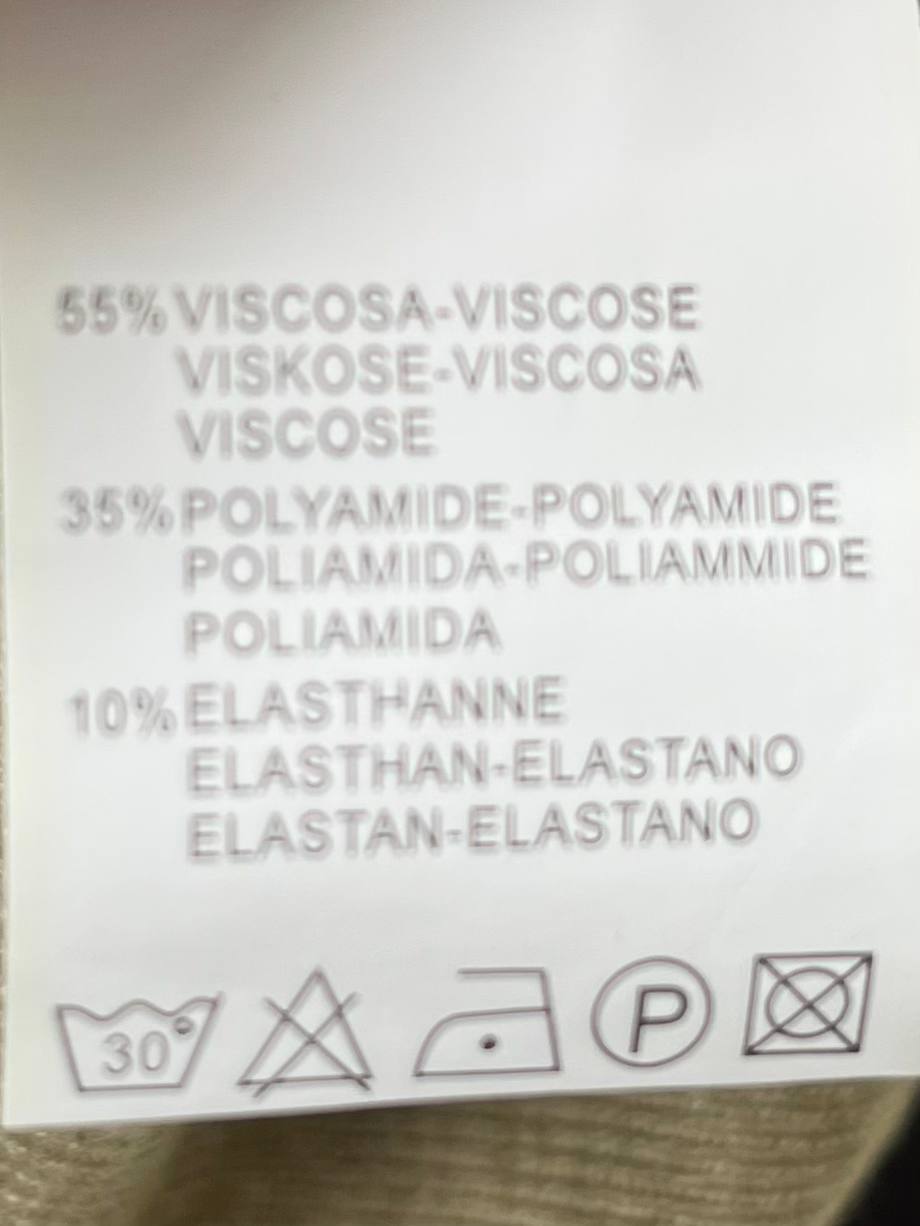 55% VISCOSA-VISCOSE
VISKOSE-VISCOSA
VISCOSE
35% POLYAMIDE-POLYAMIDE
POLIAMIDA-POLIAMMIDE
POLIAMIDA
10% ELASTHANNE
ELASTHAN-ELASTANO
ELASTAN-ELASTANO
30° P